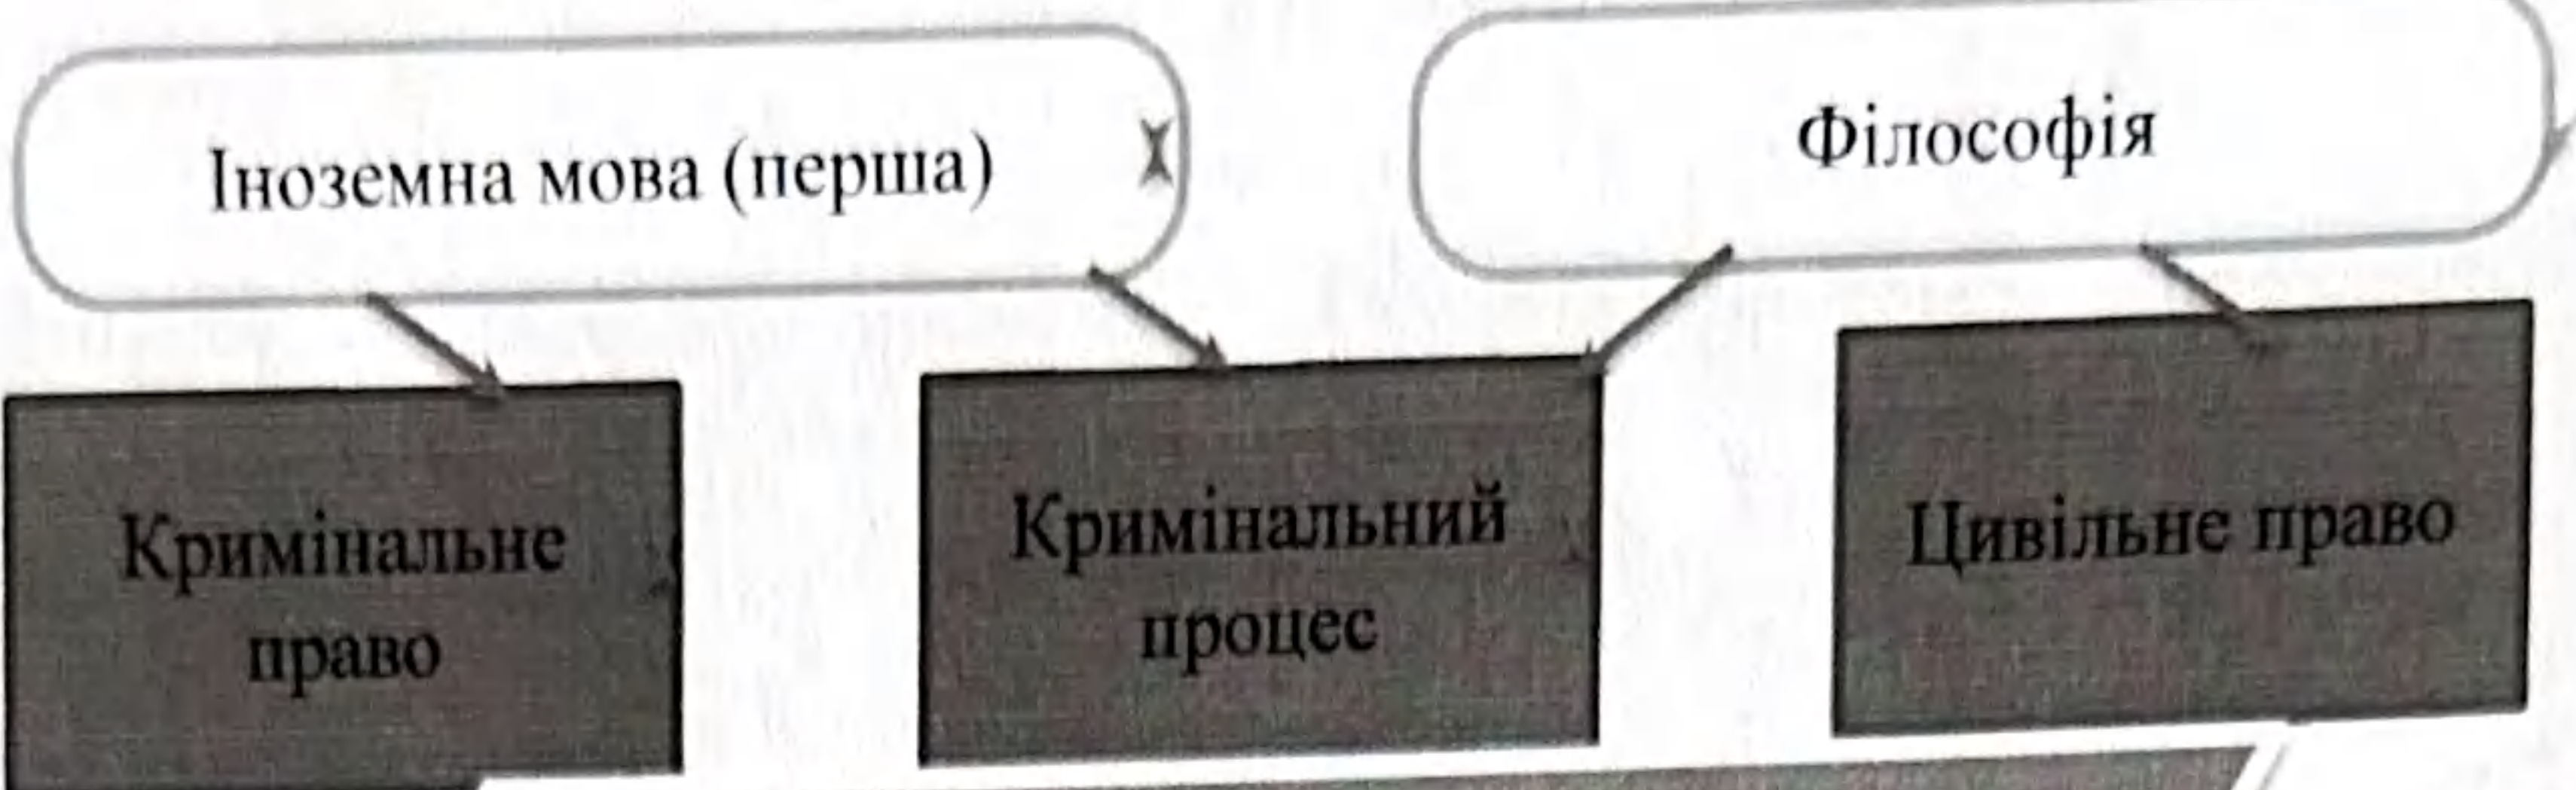 Іноземна мова (перша)
Філософія
Кримінальне
право
Кримінальний
процес
Цивільне право